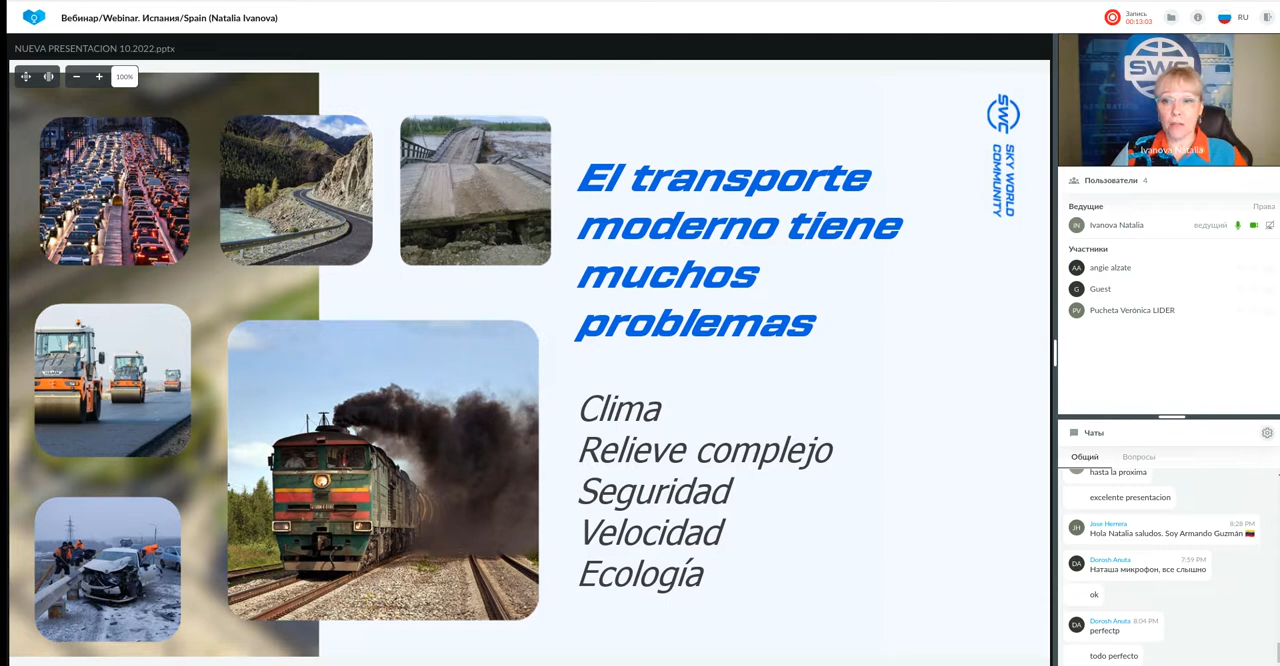 Вебинар/Webinar. Испания/Spain (Natalia Ivanova)
Запись
00:13:03
RU
NUEVA PRESENTACION 10.2022.pptx
100%
El transporte
moderno tiene
muchos
problemas
Clima
Relieve complejo
Seguridad
Velocidad
Ecología
SWC
SKY WORLD
COMMUNITY
SWC
Ivanova Natalia
Пользователи 4
Ведущие Права
IN Ivanova Natalia ведущий
Участники
AA angie alzate
G Guest
PV Pucheta Verónica LIDER
Чаты
Общий Вопросы
hasta la proxima
excelente presentacion
JH Jose Herrera 8:28 PM
Hola Natalia saludos. Soy Armando Guzmán 🇻🇪
DA Dorosh Anuta 7:59 PM
Наташа микрофон, все слышно
ok
DA Dorosh Anuta 8:04 PM
perfectp
todo perfecto